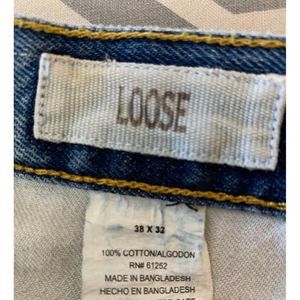 LOOSE
38 X 32
100% COTTON/ALGODON
RN# 61252
MADE IN BANGLADESH
HECHO EN BANGLADESH